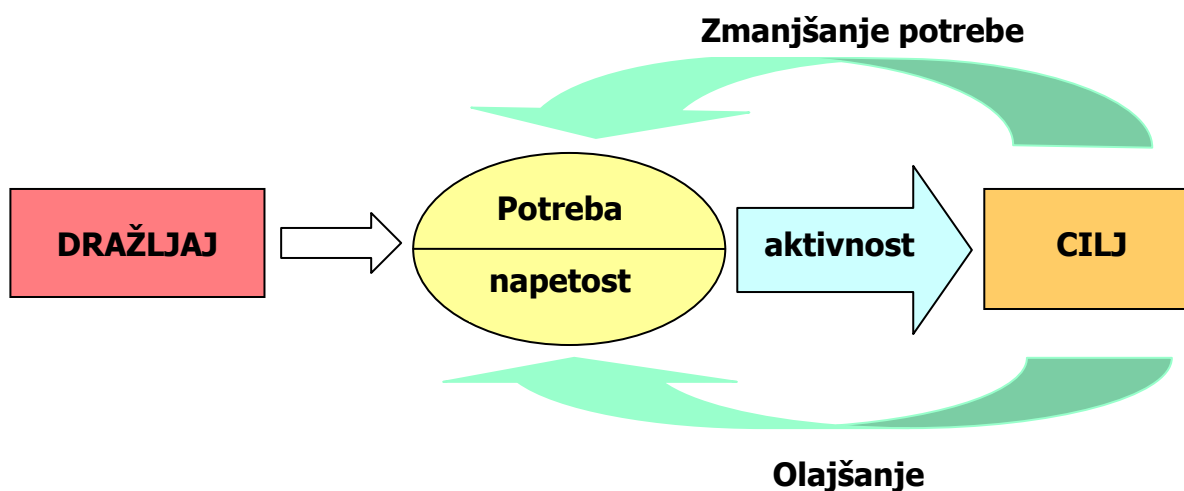 Zmanjšanje potrebe
DRAŽLJAJ
Potreba
napetost
aktivnost
CILJ
Olajšanje